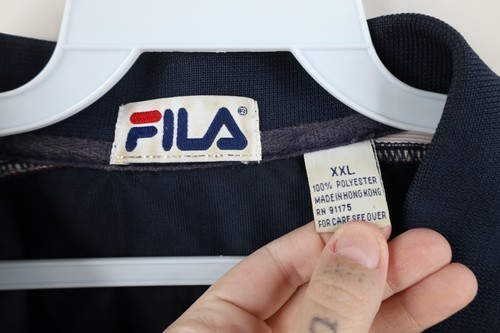 FILA®
XXL
100% POLYESTER
MADE IN HONG KONG
RN 91175
FOR CARE SEE OVER